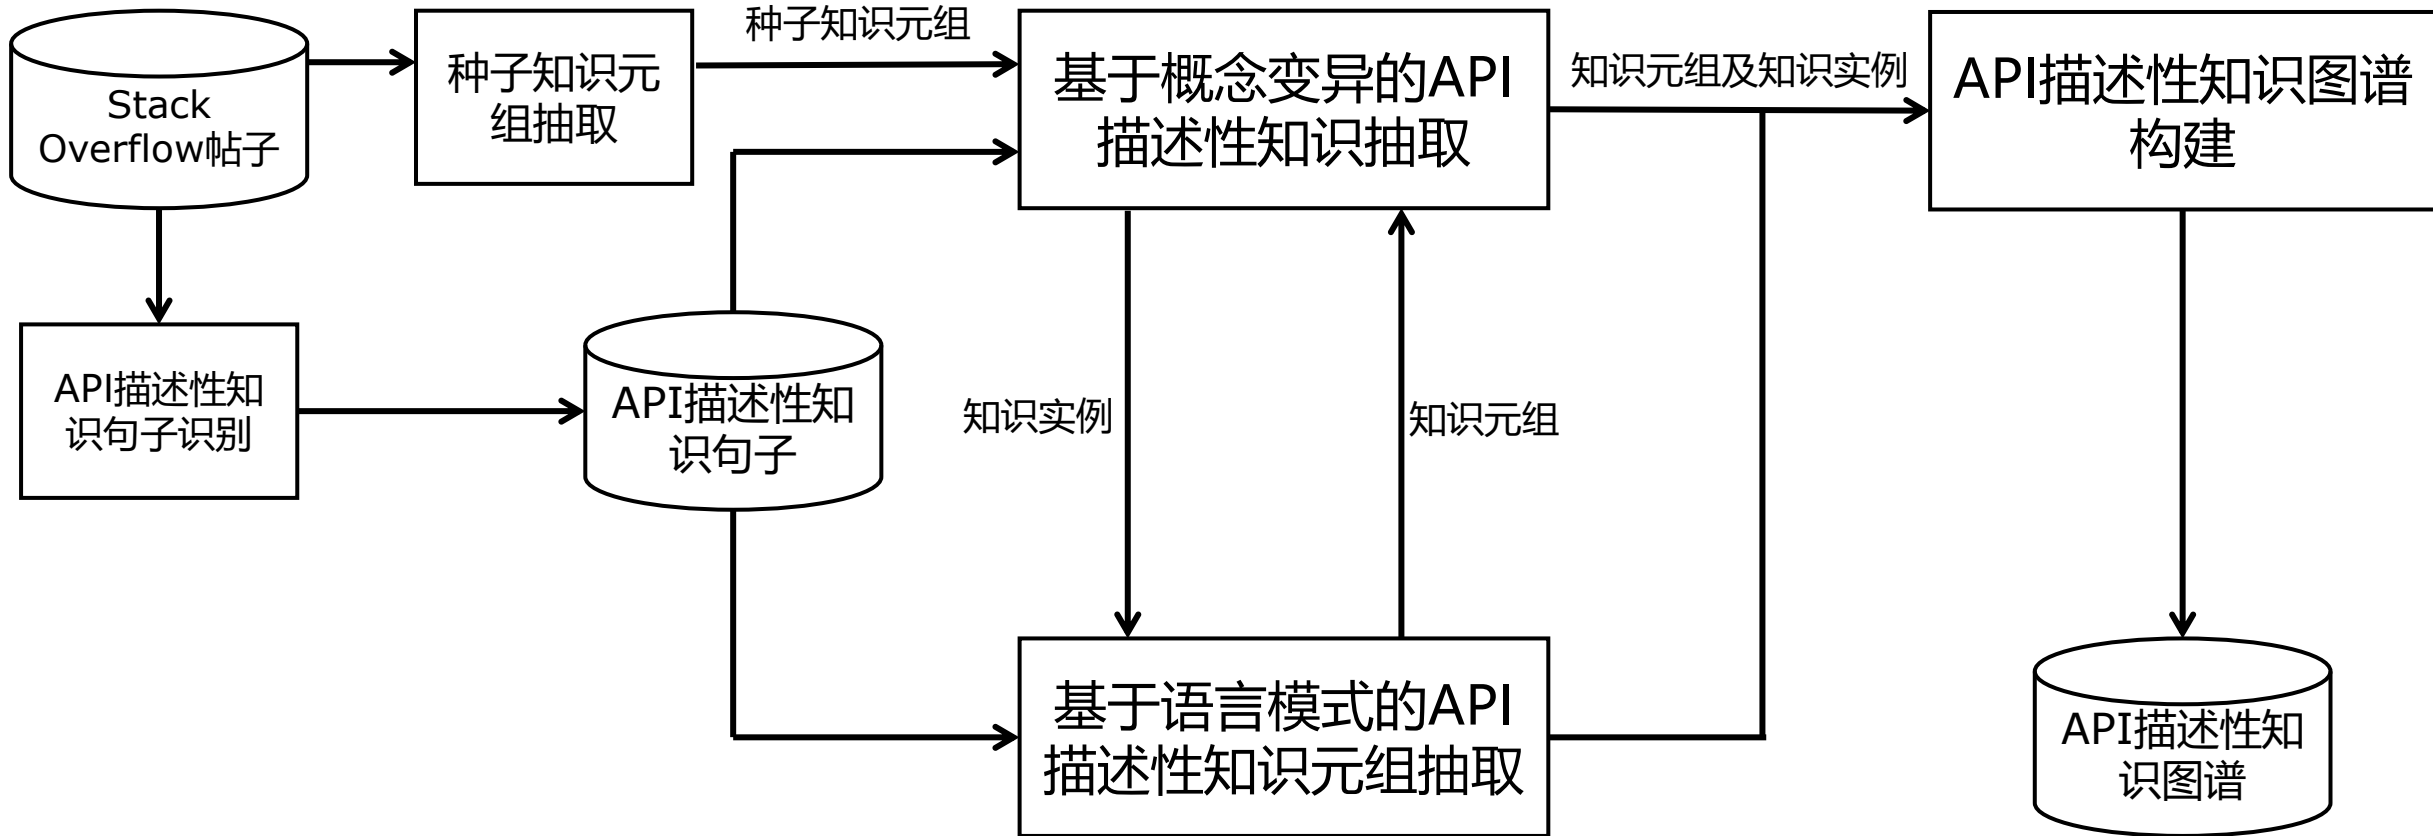 Stack
Overflow帖子
种子知识元
组抽取
种子知识元组
基于概念变异的API
描述性知识抽取
知识元组及知识实例
API描述性知识图谱
构建
API描述性知
识句子识别
API描述性知
识句子
知识实例
知识元组
基于语言模式的API
描述性知识元组抽取
API描述性知
识图谱